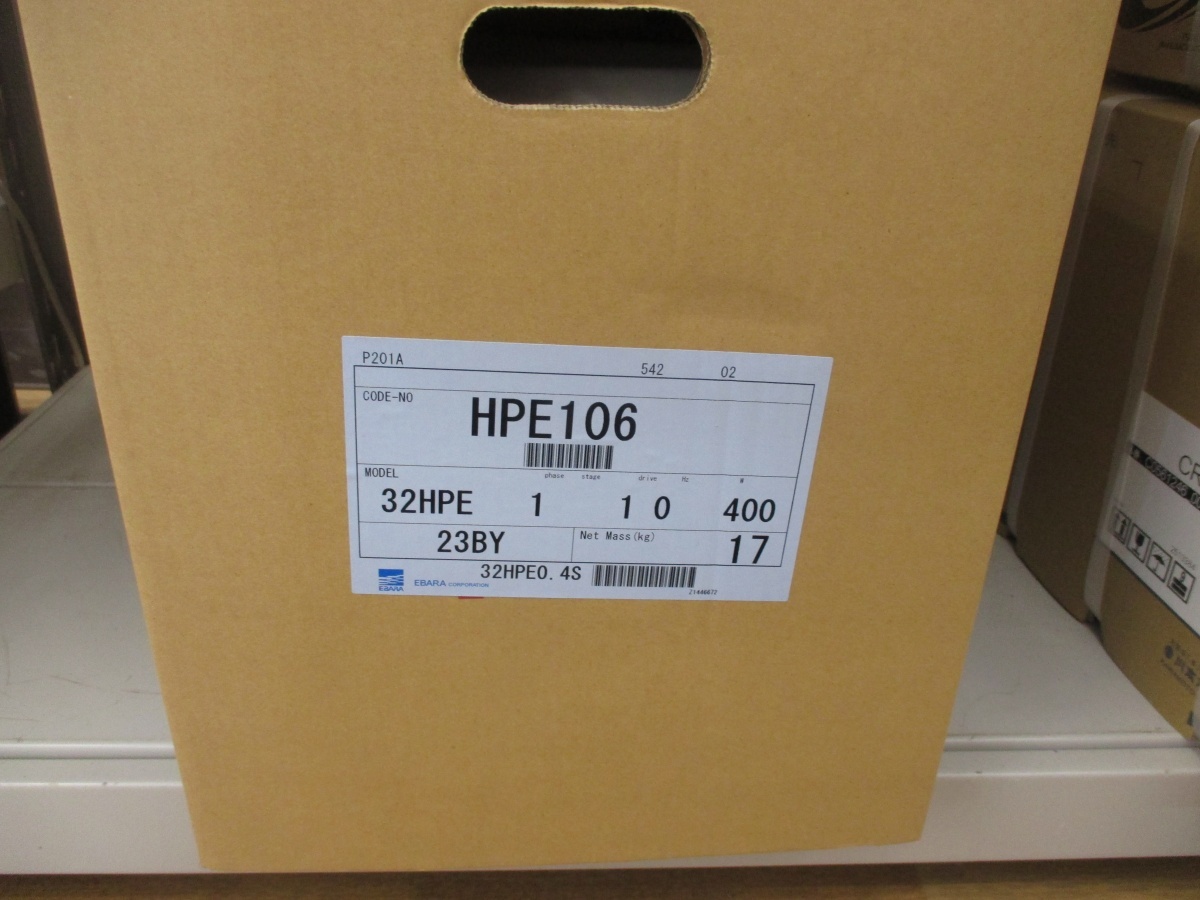 P201A 542 02
CODE-NO
HPE106
MODEL phase stage drive Hz W
32HPE 1 1 0 400
23BY Net Mass(kg) 17
32HPE0.4S
EBARA EBARA CORPORATION
CR